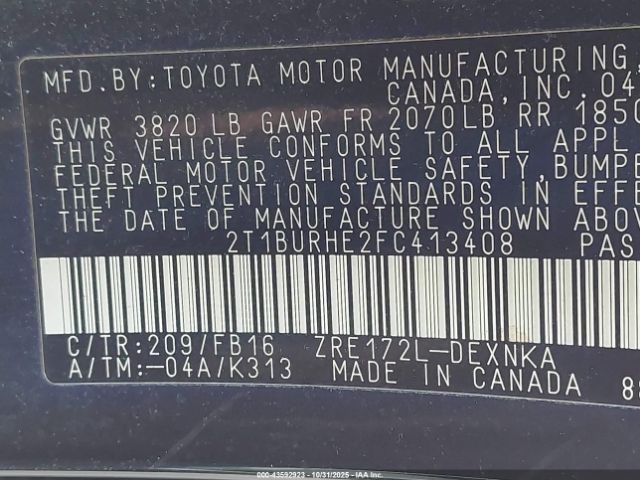 MFD. BY: TOYOTA MOTOR MANUFACTURING,
CANADA, INC. 04
GVWR 3820 LB GAWR FR 2070LB RR 1850
THIS VEHICLE CONFORMS TO ALL APPL
FEDERAL MOTOR VEHICLE SAFETY, BUMPE
THEFT PREVENTION STANDARDS IN EFFE
THE DATE OF MANUFACTURE SHOWN ABOV
2T1BURHE2FC413408 PAS
C/TR: 209/FB16 ZRE172L-DEXNKA
A/TM: -04A/K313 MADE IN CANADA 88
000-43592923 | 10/31/2025 - IAA, Inc.